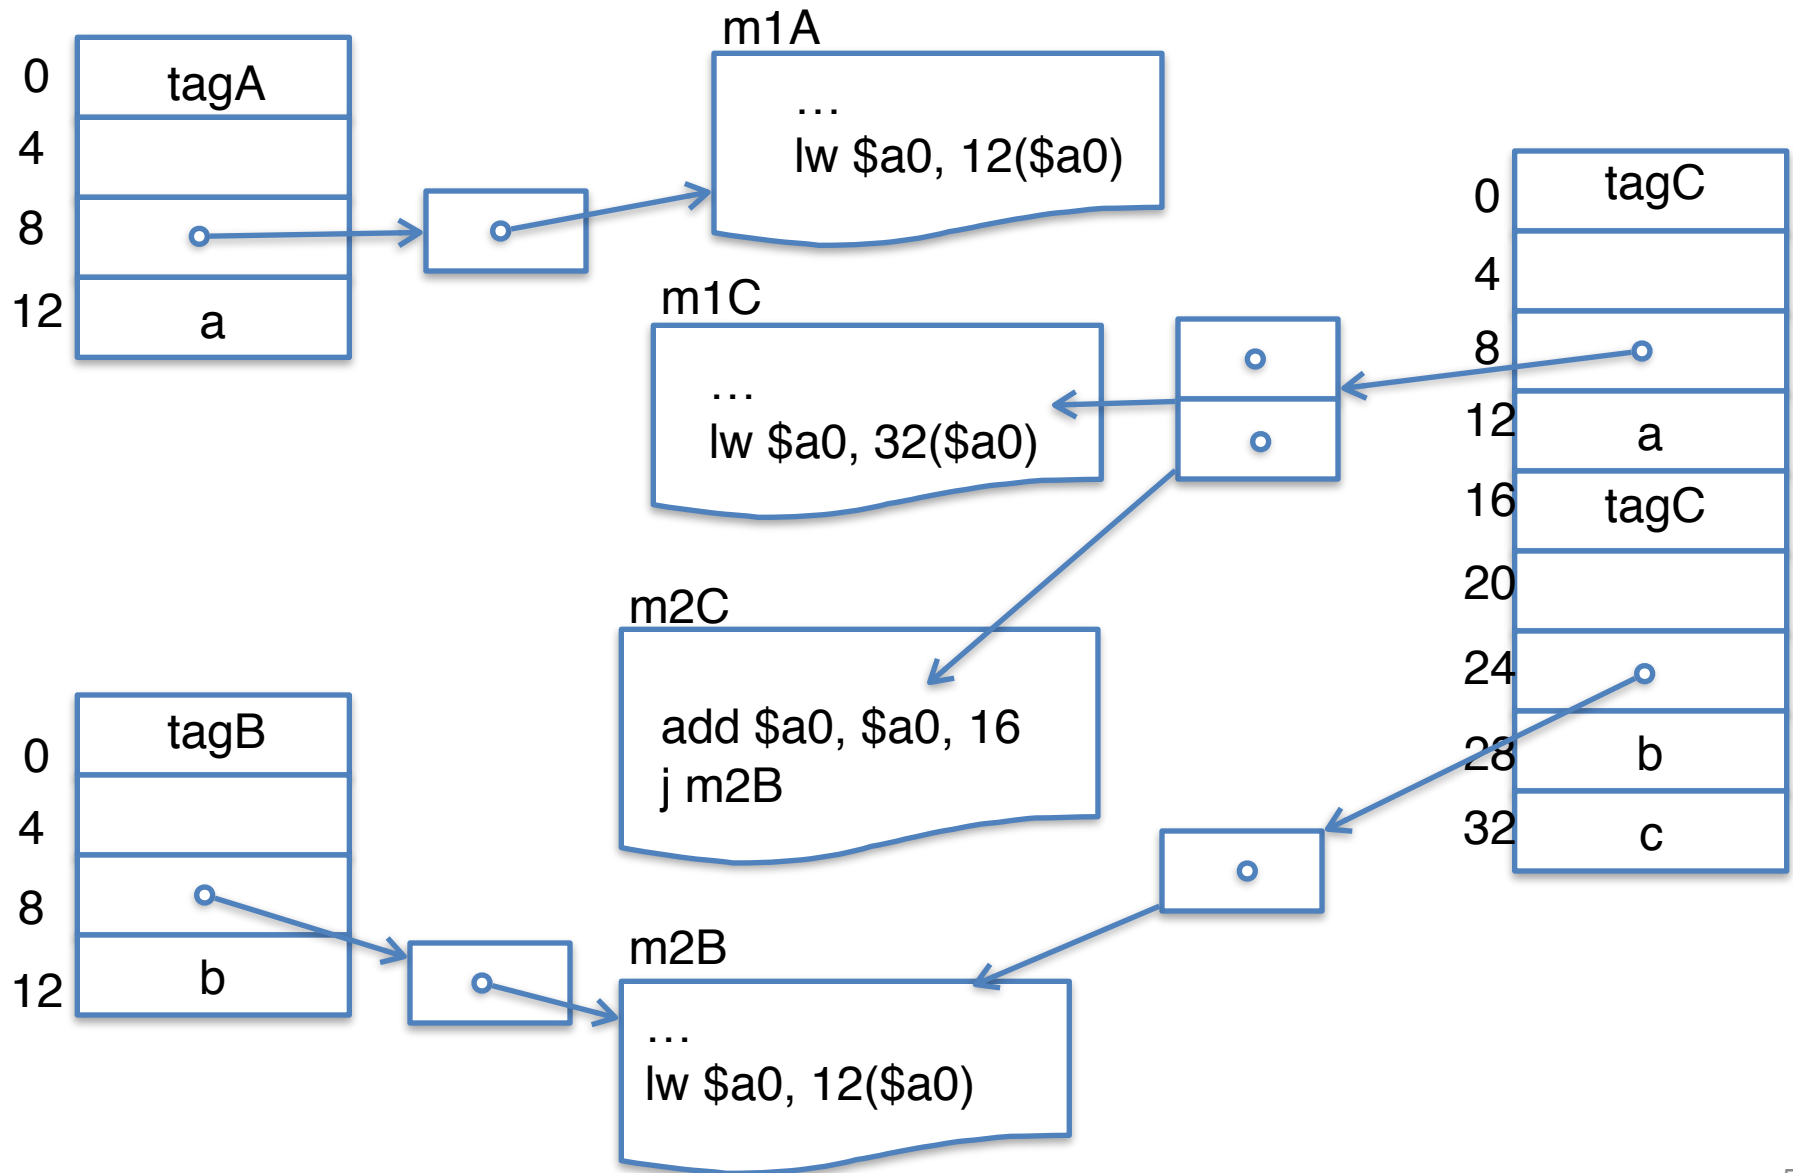 m1A
0
tagA
4
8
12
a
…
lw $a0, 12($a0)
m1C
…
lw $a0, 32($a0)
m2C
add $a0, $a0, 16
j m2B
0
tagC
4
8
12
a
16
tagC
20
24
28
b
32
c
0
tagB
4
8
12
b
m2B
…
lw $a0, 12($a0)